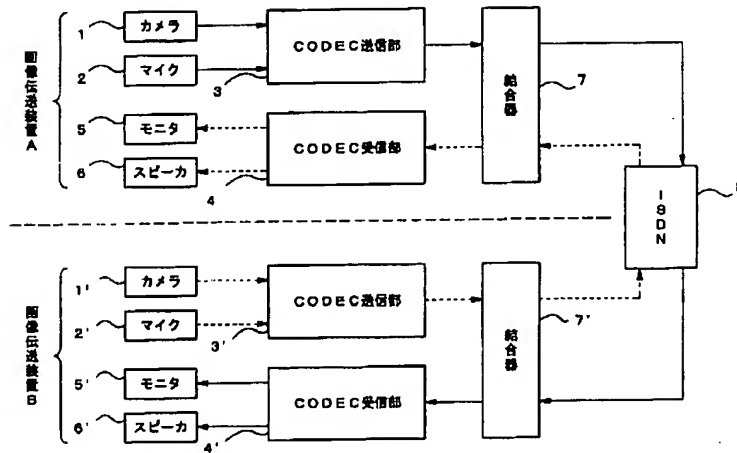 画像伝送装置A
1
カメラ
2
マイク
3
CODEC送信部
5
モニタ
6
スピーカ
4
CODEC受信部
結合器
7
ISDN
画像伝送装置B
1'
カメラ
2'
マイク
3'
CODEC送信部
5'
モニタ
6'
スピーカ
4'
CODEC受信部
結合器
7'